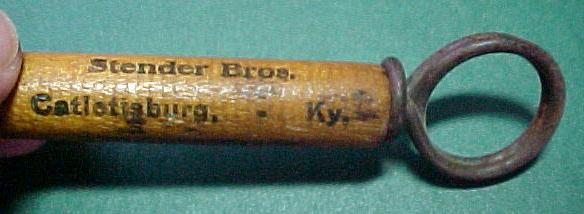 Stender Bros.
Catlettsburg, - Ky.